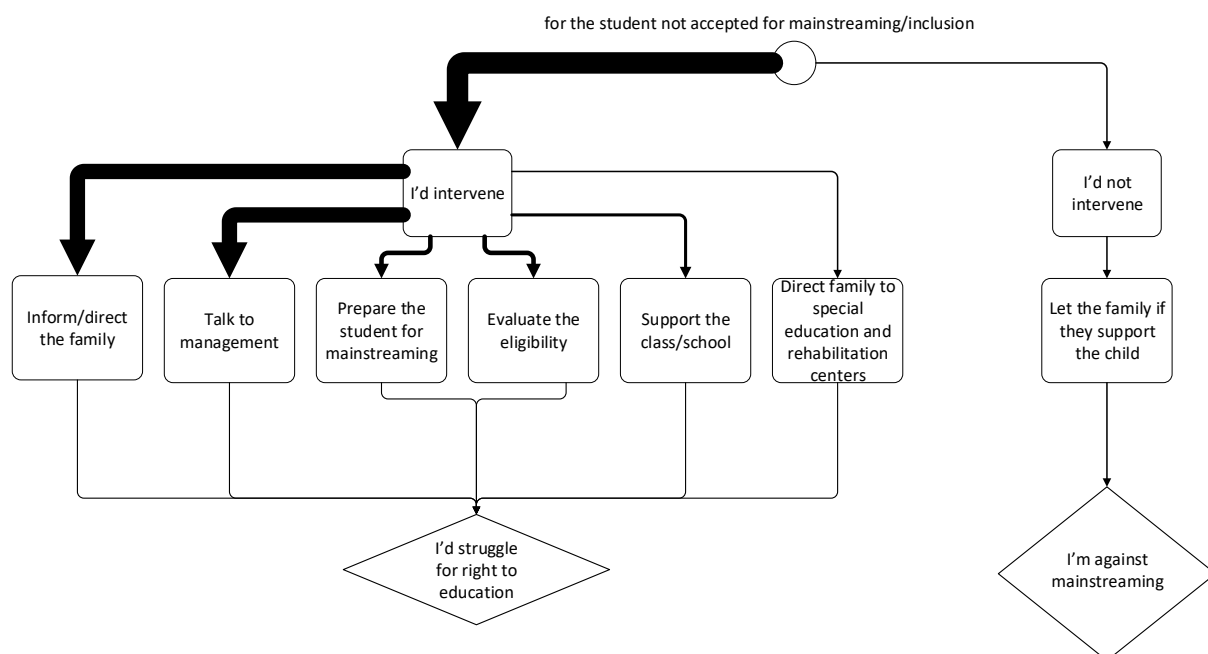 for the student not accepted for mainstreaming/inclusion
I’d intervene
I’d not
intervene
Inform/direct
the family
Talk to
management
Prepare the
student for
mainstreaming
Evaluate the
eligibility
Support the
class/school
Direct family to
special
education and
rehabilitation
centers
Let the family if
they support
the child
I’d struggle
for right to
education
I’m against
mainstreaming